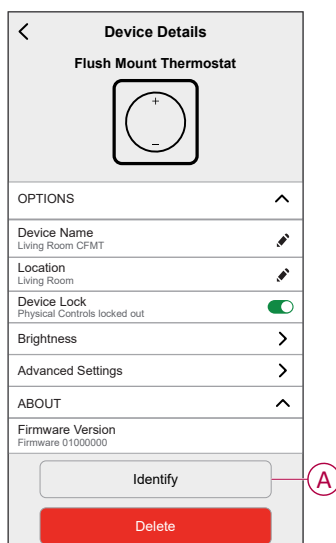 Device Details
Flush Mount Thermostat
+
–
OPTIONS
Device Name
Living Room CFMT
Location
Living Room
Device Lock
Physical Controls locked out
Brightness
Advanced Settings
ABOUT
Firmware Version
Firmware 01000000
Identify
A
Delete